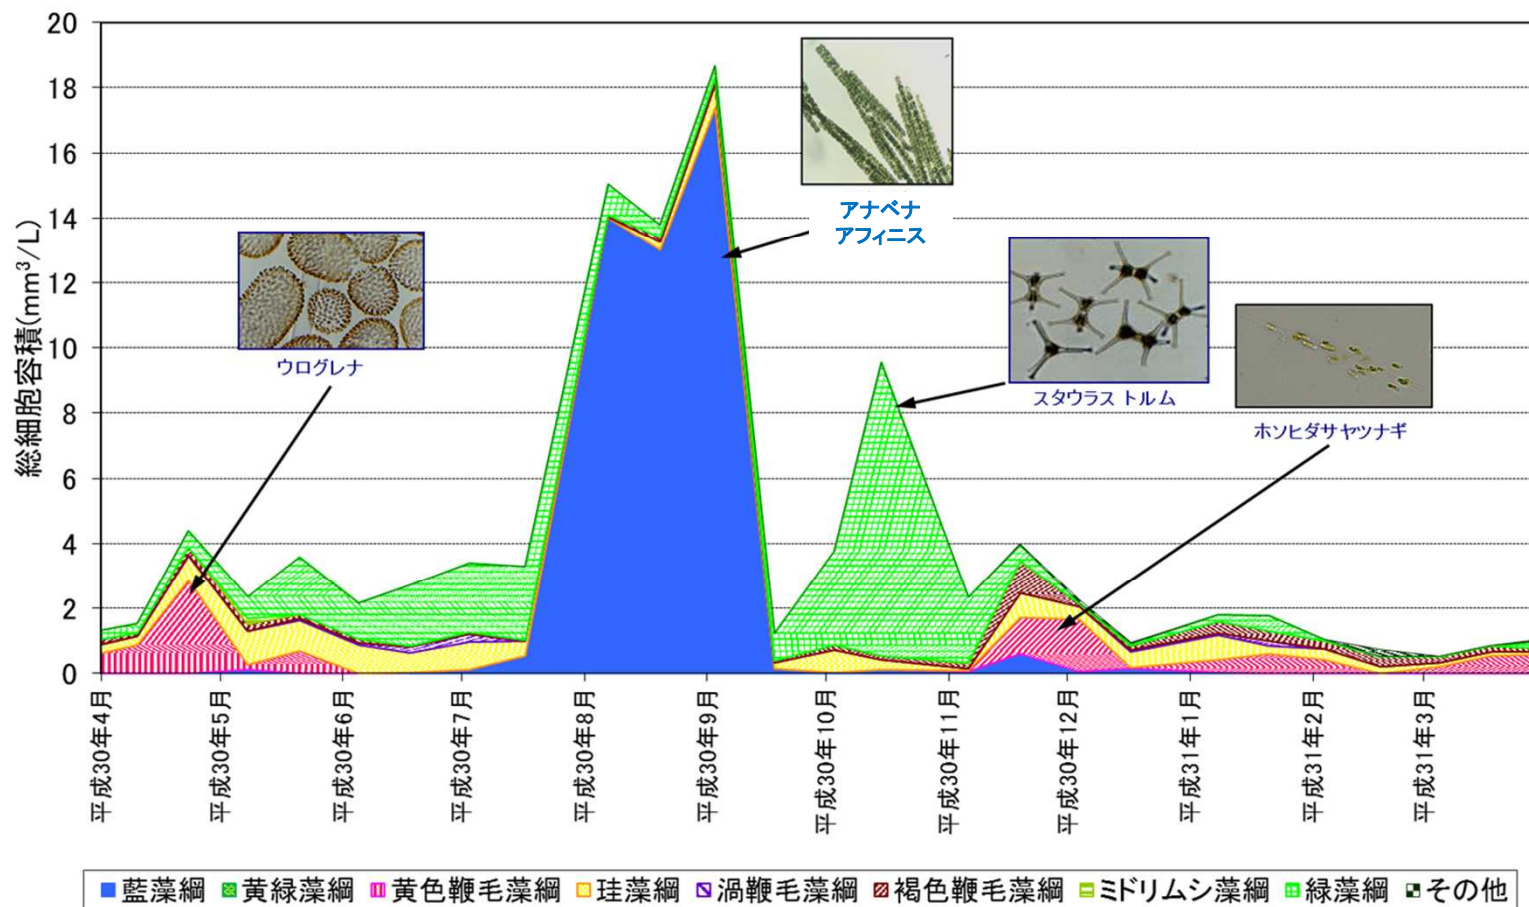 総細胞容積(mm³/L)
20
18
16
14
12
10
8
6
4
2
0
ウログレナ
アナベナ
アフィニス
スタウラス トルム
ホソヒダサヤツナギ
平成30年4月
平成30年5月
平成30年6月
平成30年7月
平成30年8月
平成30年9月
平成30年10月
平成30年11月
平成30年12月
平成31年1月
平成31年2月
平成31年3月
藍藻綱 黄緑藻綱 黄色鞭毛藻綱 珪藻綱 渦鞭毛藻綱 褐色鞭毛藻綱 ミドリムシ藻綱 緑藻綱 その他